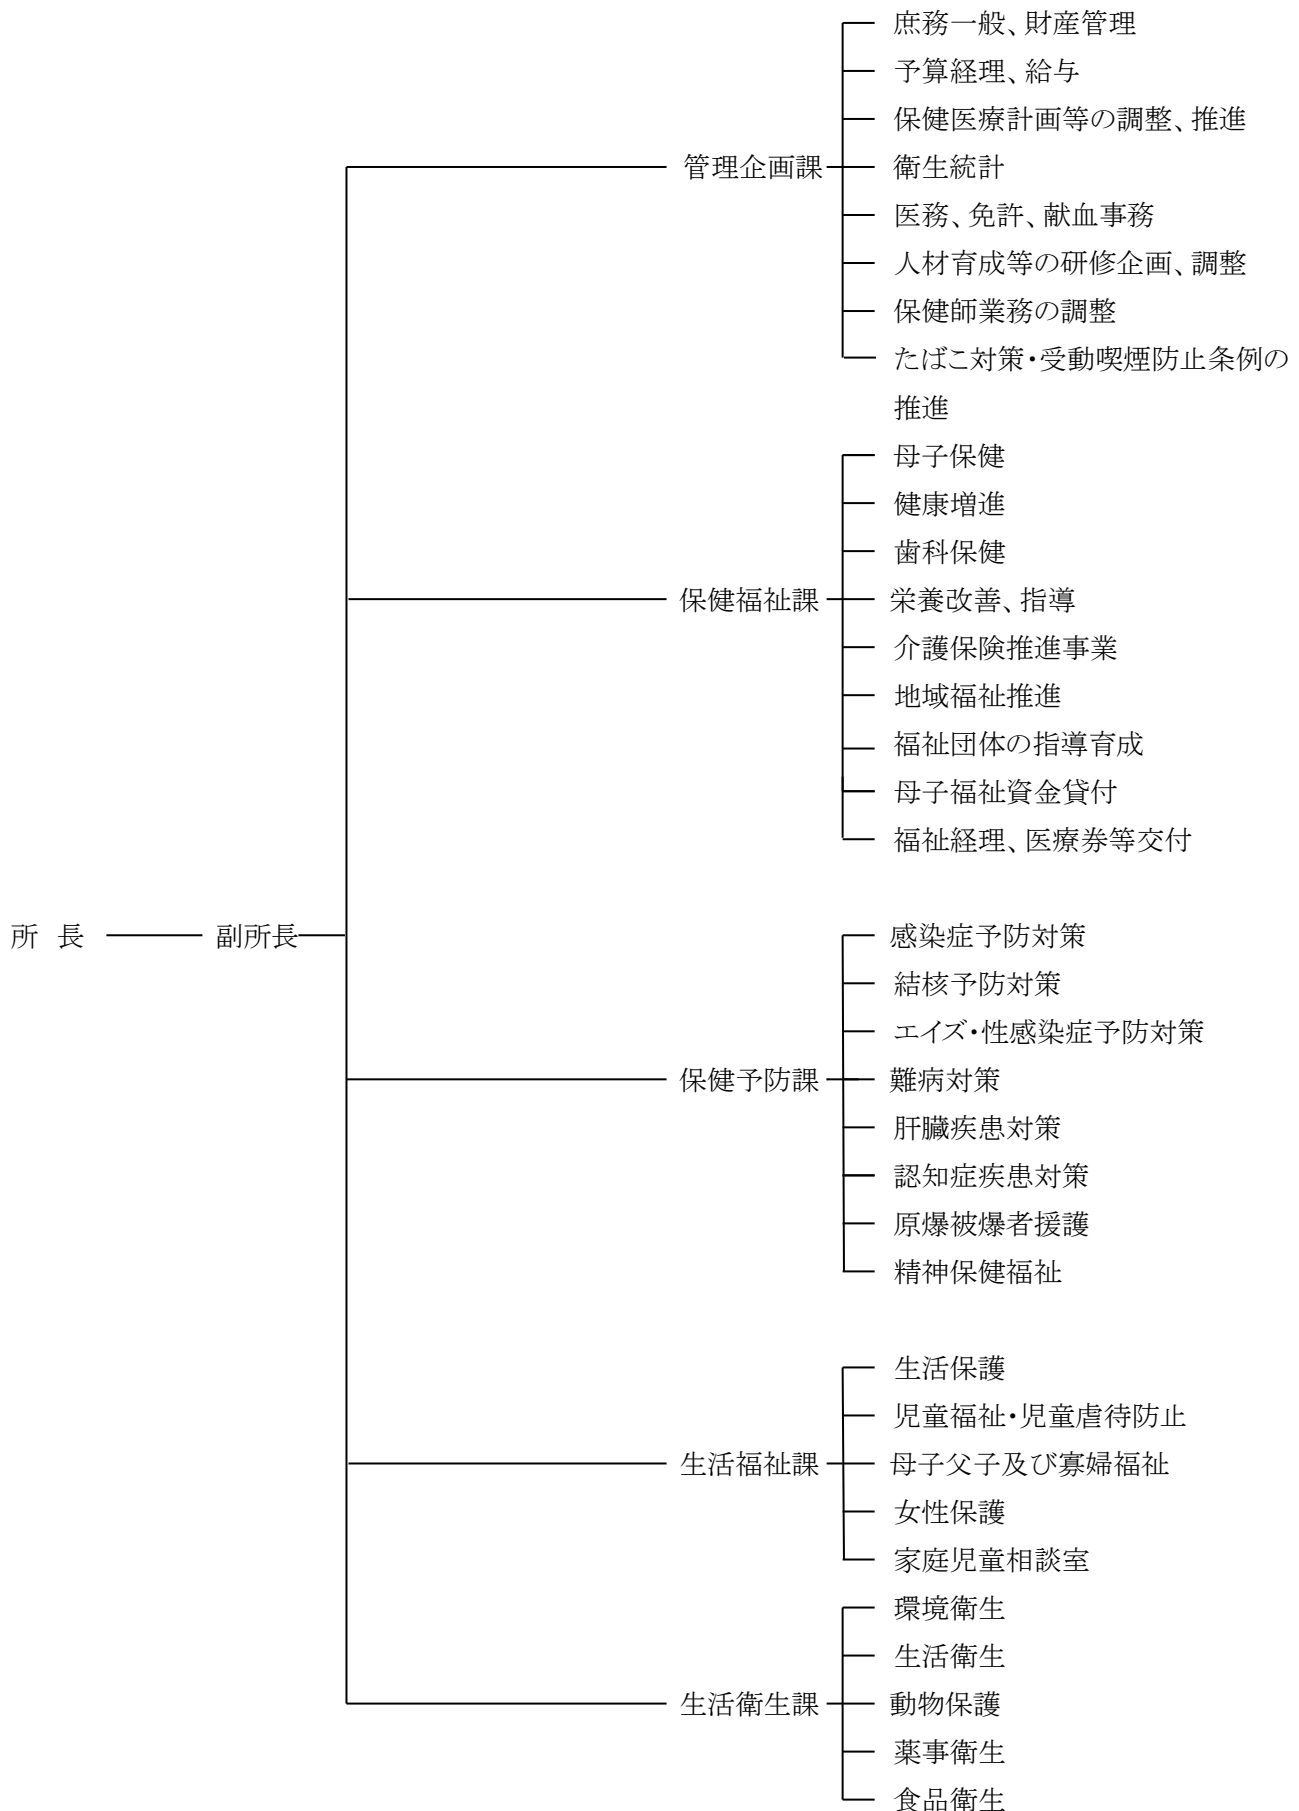 庶務一般、財産管理
予算経理、給与
保健医療計画等の調整、推進
管理企画課 衛生統計
医務、免許、献血事務
人材育成等の研修企画、調整
保健師業務の調整
たばこ対策・受動喫煙防止条例の
推進
母子保健
健康増進
歯科保健
保健福祉課 栄養改善、指導
介護保険推進事業
地域福祉推進
福祉団体の指導育成
母子福祉資金貸付
福祉経理、医療券等交付
所 長 副所長 感染症予防対策
結核予防対策
エイズ・性感染症予防対策
保健予防課 難病対策
肝臓疾患対策
認知症疾患対策
原爆被爆者援護
精神保健福祉
生活保護
児童福祉・児童虐待防止
生活福祉課 母子父子及び寡婦福祉
女性保護
家庭児童相談室
環境衛生
生活衛生
生活衛生課 動物保護
薬事衛生
食品衛生